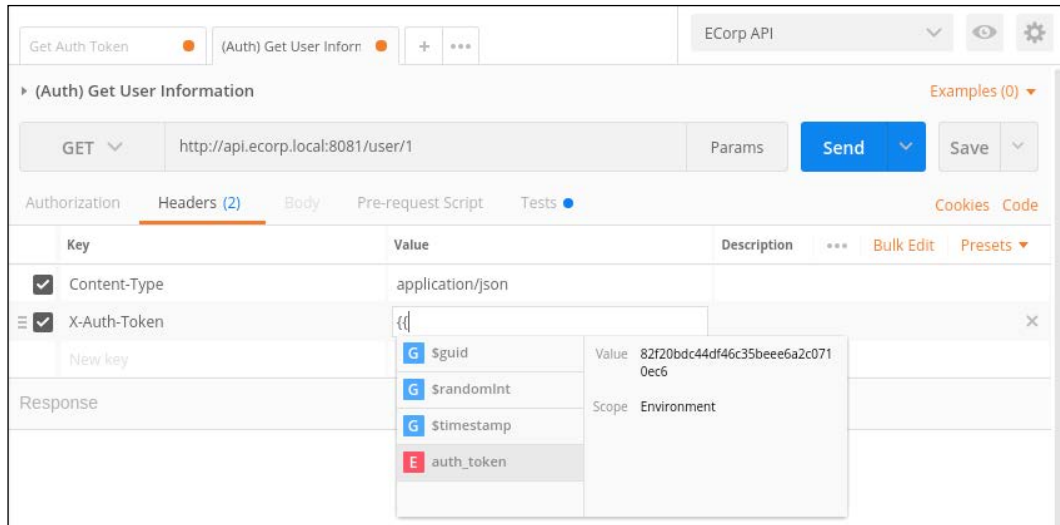 Get Auth Token
(Auth) Get User Inforn
+
ECorp API
(Auth) Get User Information
Examples (0)
GET
http://api.ecorp.local:8081/user/1
Params
Send
Save
Authorization
Headers (2)
Body
Pre-request Script
Tests
Cookies
Code
Key
Value
Description
Bulk Edit
Presets
Content-Type
application/json
X-Auth-Token
{{
New key
G $guid
G $randomInt
G $timestamp
E auth_token
Value 82f20bdc44df46c35beee6a2c071
0ec6
Scope Environment
Response